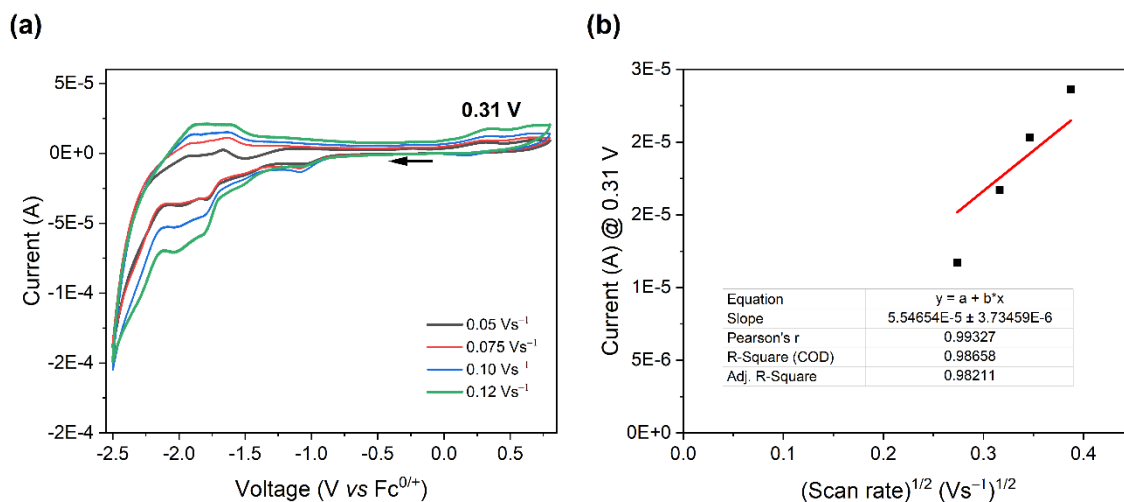 (a)
5E-5
0E+0
-5E-5
-1E-4
-2E-4
-2E-4
Current (A)
0.31 V
0.05 Vs⁻¹
0.075 Vs⁻¹
0.10 Vs⁻¹
0.12 Vs⁻¹
-2.5 -2.0 -1.5 -1.0 -0.5 0.0 0.5
Voltage (V vs Fc⁰/⁺)
(b)
3E-5
2E-5
2E-5
1E-5
5E-6
0E+0
Current (A) @ 0.31 V
Equation y = a + b*x
Slope 5.54654E-5 ± 3.73459E-6
Pearson's r 0.99327
R-Square (COD) 0.98658
Adj. R-Square 0.98211
0.0 0.1 0.2 0.3 0.4
(Scan rate)¹/² (Vs⁻¹)¹/²